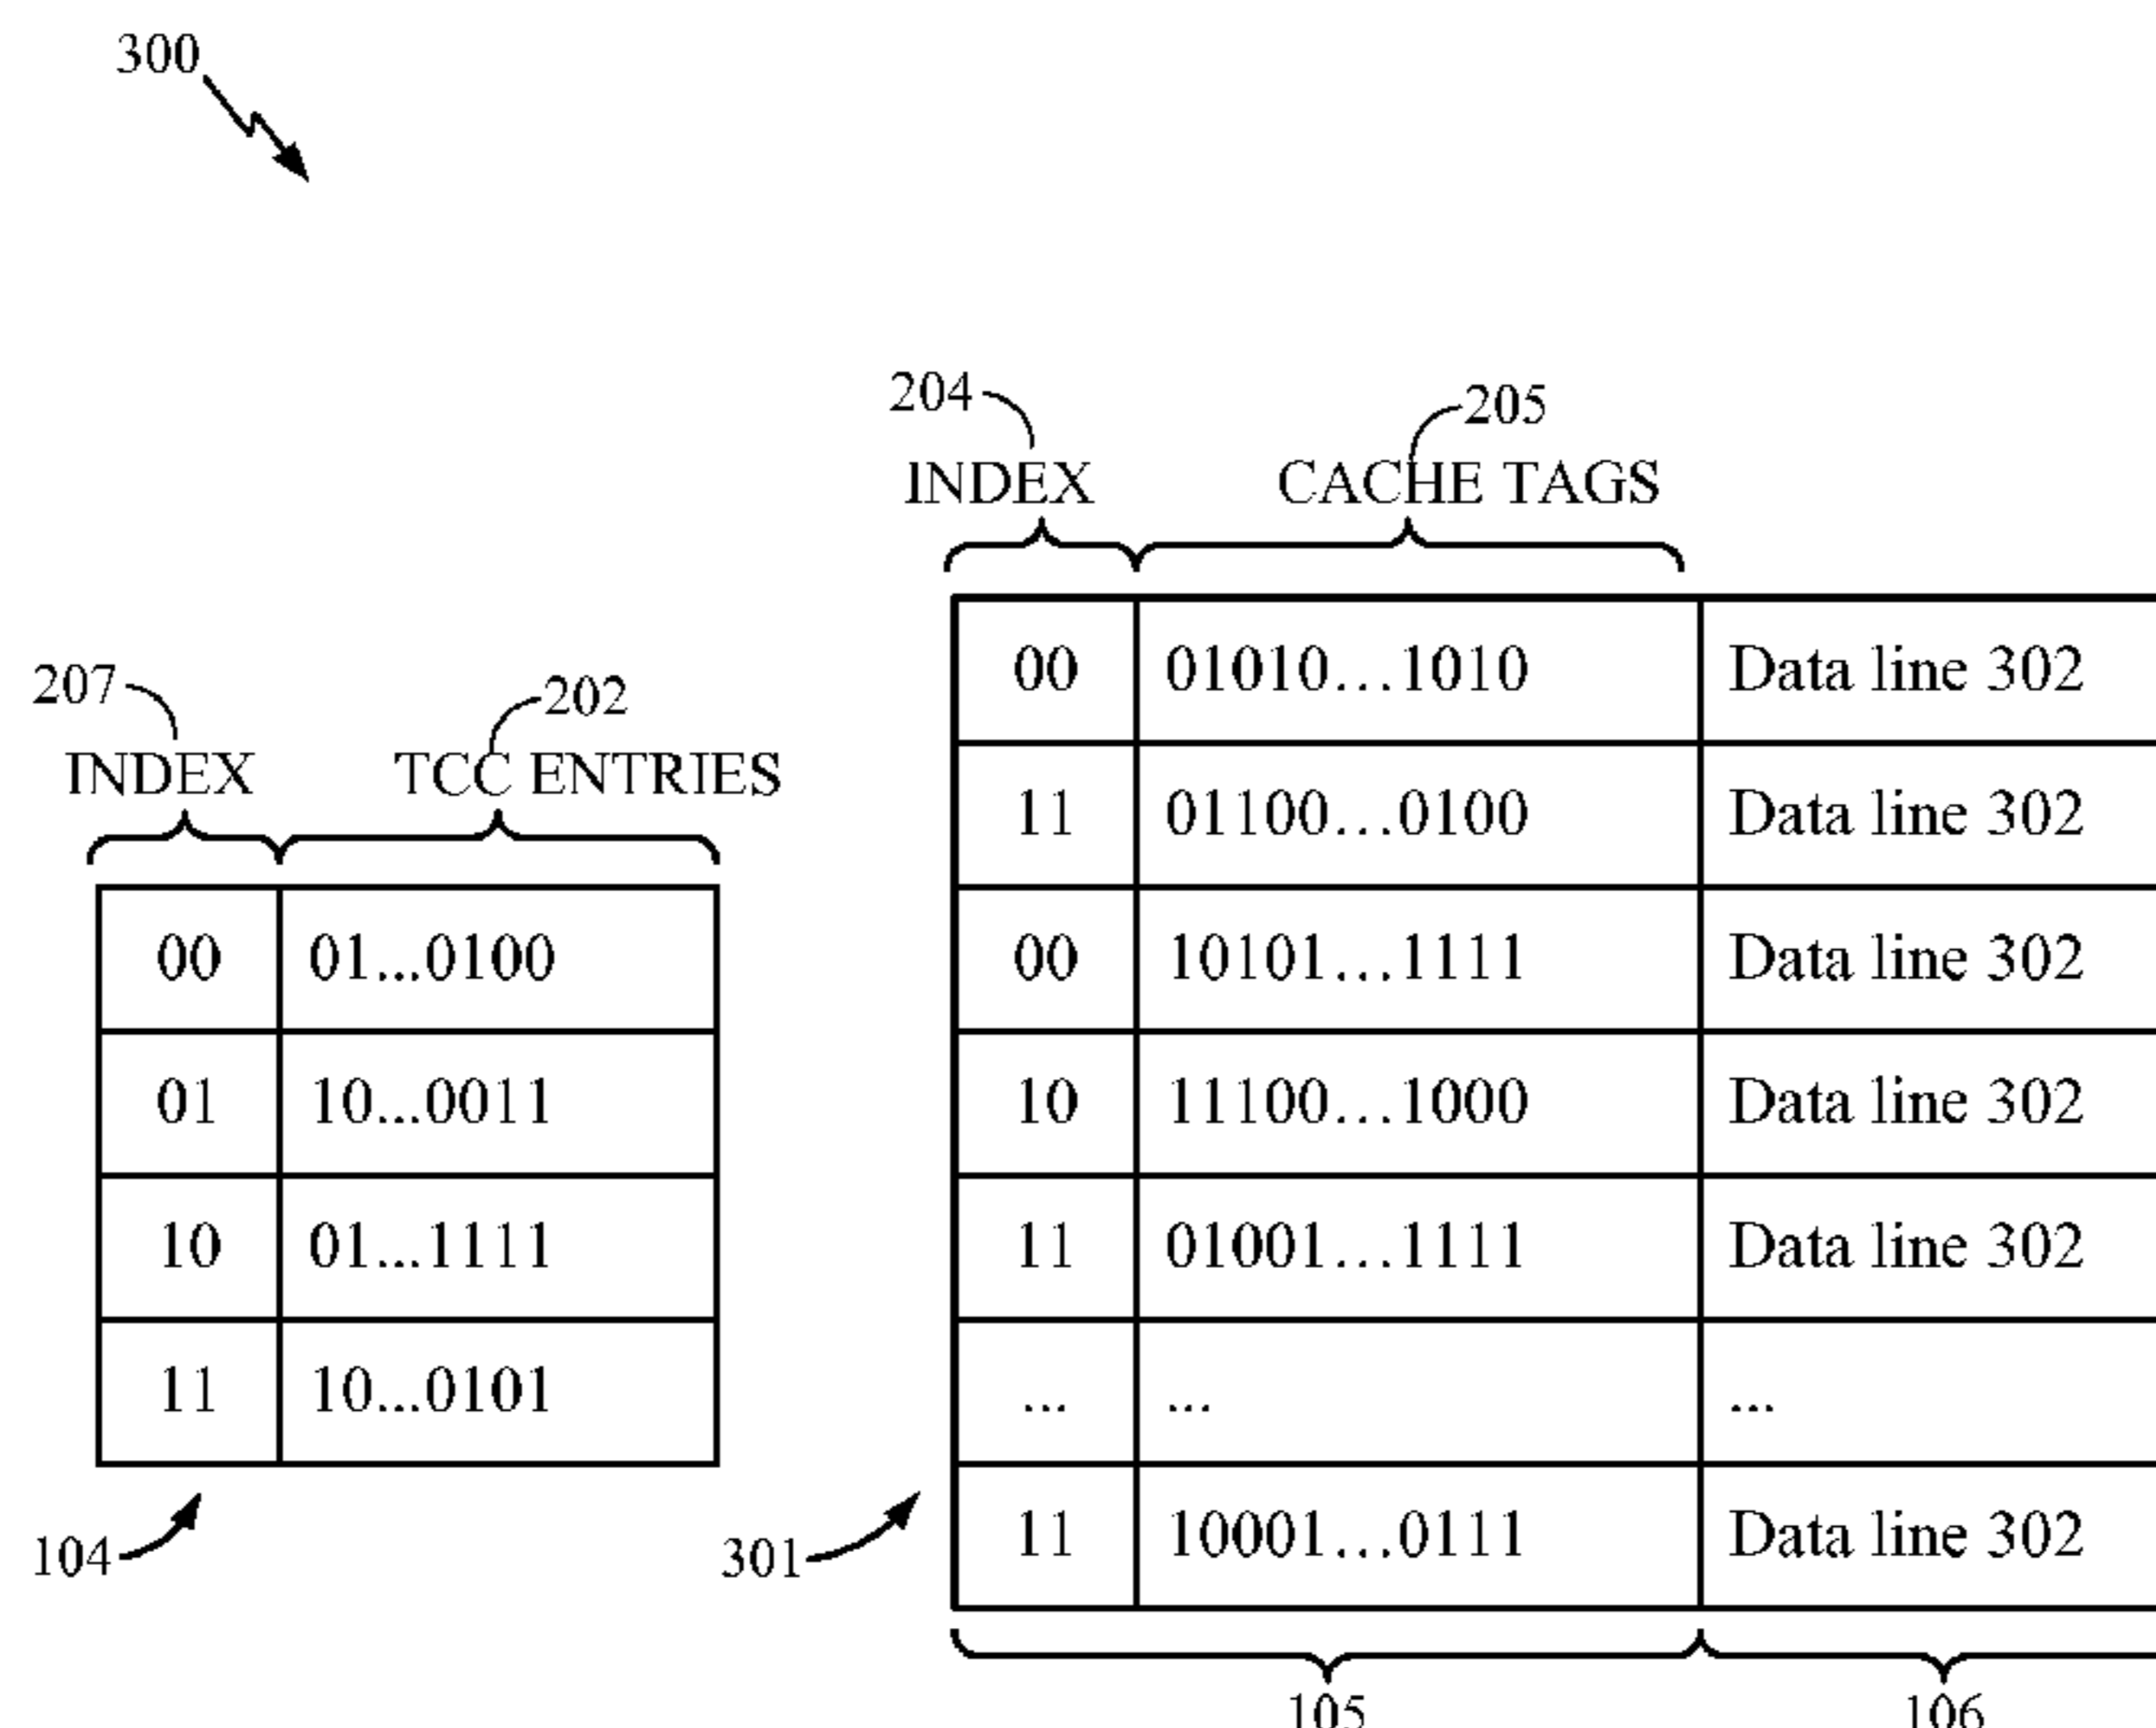 300
204
205
INDEX CACHE TAGS
207
202
INDEX TCC ENTRIES
00 01010...1010 Data line 302
11 01100...0100 Data line 302
00 10101...1111 Data line 302
10 11100...1000 Data line 302
11 01001...1111 Data line 302
... ... ...
11 10001...0111 Data line 302
00 01...0100
01 10...0011
10 01...1111
11 10...0101
104
301
105
106